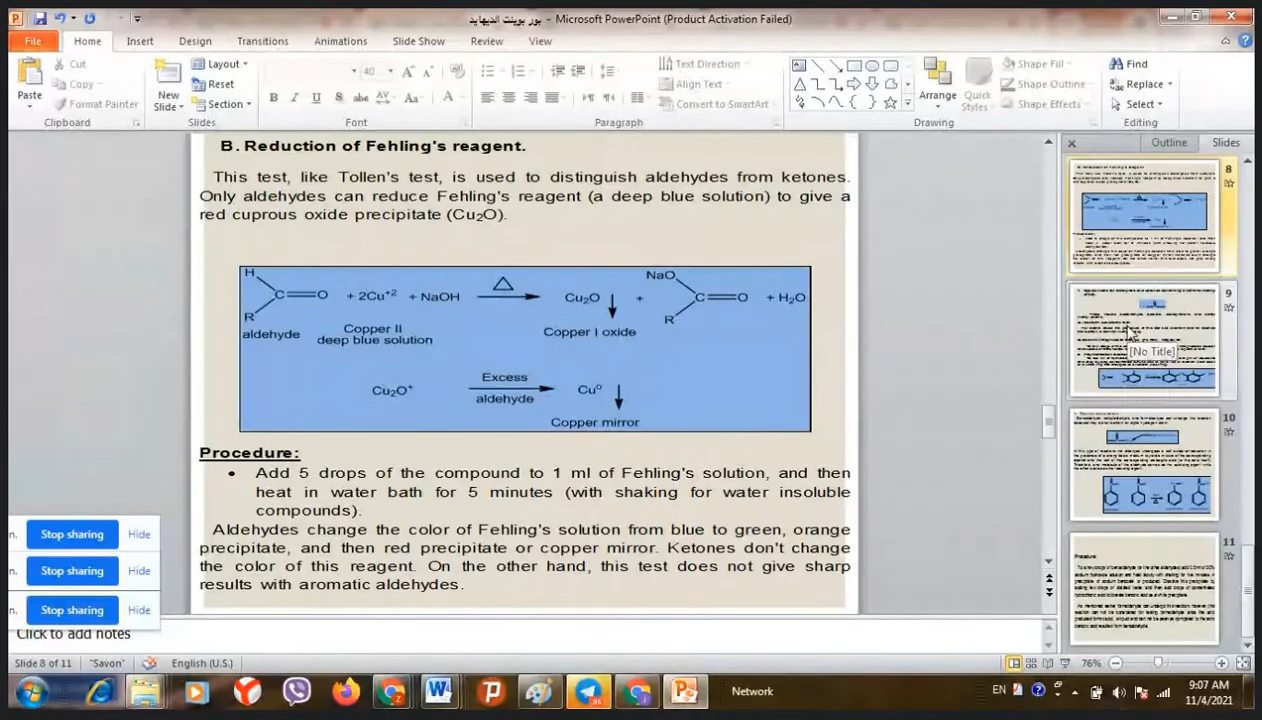 بور بوينت الديهايد - Microsoft PowerPoint (Product Activation Failed)
File Home Insert Design Transitions Animations Slide Show Review View
Paste Cut Copy Format Painter
Clipboard
New Slide Layout Reset Section
Slides
40
B I U S abc AV Aa A
Font
Text Direction Align Text Convert to SmartArt
Paragraph
Arrange Quick Styles Shape Fill Shape Outline Shape Effects
Drawing
Find Replace Select
Editing
Outline Slides
B. Reduction of Fehling's reagent.
This test, like Tollen's test, is used to distinguish aldehydes from ketones.
Only aldehydes can reduce Fehling's reagent (a deep blue solution) to give a
red cuprous oxide precipitate (Cu₂O).
H
R
C O + 2Cu⁺² + NaOH △ Cu₂O + NaO C O R + H₂O
aldehyde
Copper II
deep blue solution
Copper I oxide
Cu₂O⁺ Excess aldehyde Cu⁰
Copper mirror
Procedure:
• Add 5 drops of the compound to 1 ml of Fehling's solution, and then
heat in water bath for 5 minutes (with shaking for water insoluble
compounds).
Aldehydes change the color of Fehling's solution from blue to green, orange
precipitate, and then red precipitate or copper mirror. Ketones don't change
the color of this reagent. On the other hand, this test does not give sharp
results with aromatic aldehydes.
8
9
[No Title]
10
11
Procedure:
n. Stop sharing Hide
n. Stop sharing Hide
n. Stop sharing Hide
Click to add notes
Slide 8 of 11 "Savon" English (U.S.) 76%
Network
EN
9:07 AM
11/4/2021